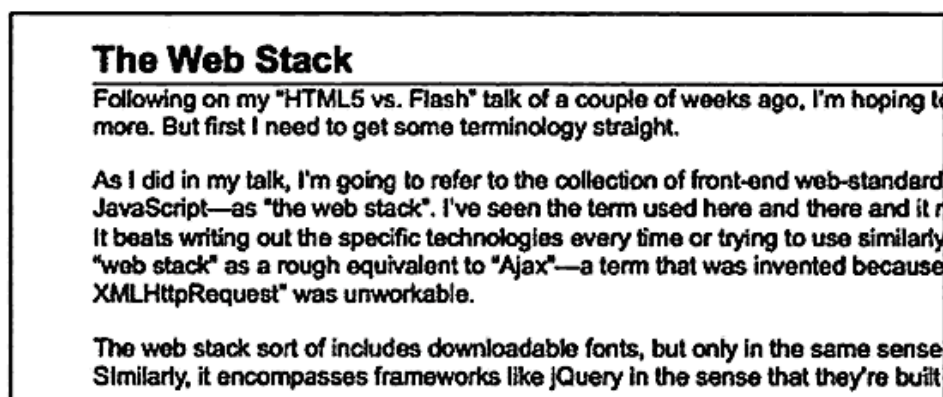 The Web Stack
Following on my "HTML5 vs. Flash" talk of a couple of weeks ago, I'm hoping
more. But first I need to get some terminology straight.
As I did in my talk, I'm going to refer to the collection of front-end web-standard
JavaScript—as "the web stack". I've seen the term used here and there and it
It beats writing out the specific technologies every time or trying to use similarly
"web stack" as a rough equivalent to "Ajax"—a term that was invented because
XMLHttpRequest" was unworkable.
The web stack sort of includes downloadable fonts, but only in the same sense
Similarly, it encompasses frameworks like jQuery in the sense that they're built